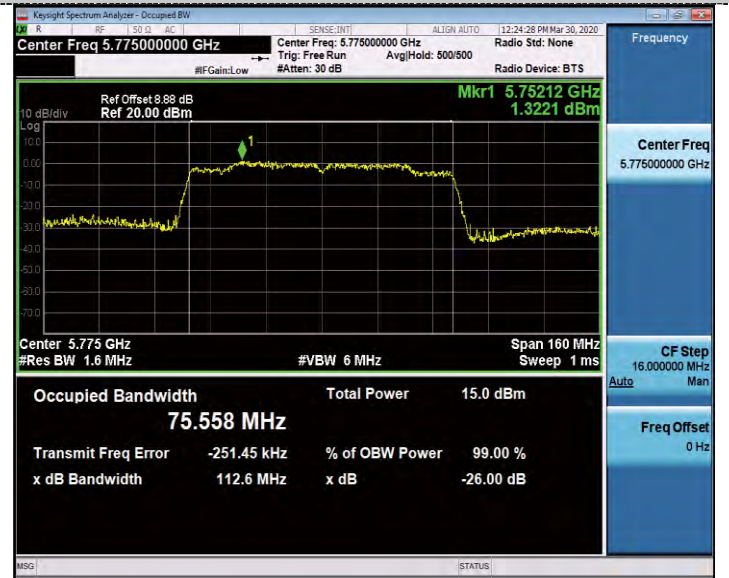 Keysight Spectrum Analyzer - Occupied BW
R RF 50 Ω AC SENSE:INT ALIGN AUTO 12:24:28 PM Mar 30, 2020
Center Freq 5.775000000 GHz
Center Freq: 5.775000000 GHz Radio Std: None
Trig: Free Run Avg|Hold: 500/500
#IFGain:Low #Atten: 30 dB Radio Device: BTS
Mkr1 5.75212 GHz
1.3221 dBm
Ref Offset 8.88 dB
10 dB/div Ref 20.00 dBm
Log
10.0
0.00
-10.0
-20.0
-30.0
-40.0
-50.0
-60.0
-70.0
1
Center 5.775 GHz Span 160 MHz
#Res BW 1.6 MHz #VBW 6 MHz Sweep 1 ms
Occupied Bandwidth Total Power 15.0 dBm
75.558 MHz
Transmit Freq Error -251.45 kHz % of OBW Power 99.00 %
x dB Bandwidth 112.6 MHz x dB -26.00 dB
MSG STATUS
Frequency
Center Freq
5.775000000 GHz
CF Step
16.000000 MHz
Auto Man
Freq Offset
0 Hz